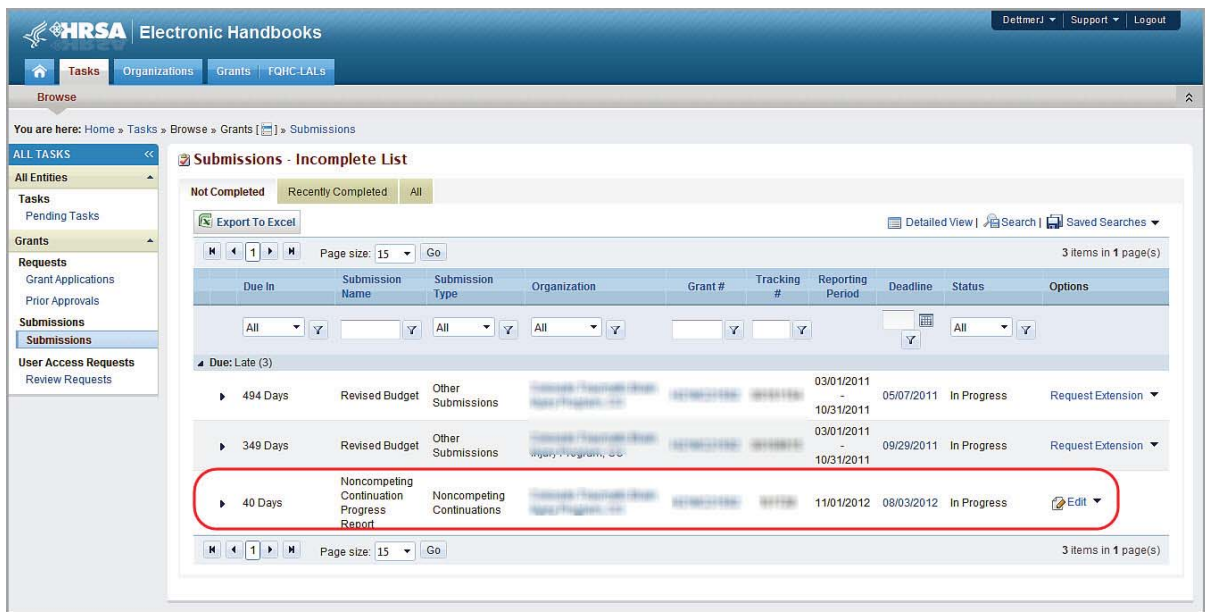 DettmerJ Support Logout
HRSA Electronic Handbooks
Tasks Organizations Grants FQHC-LALs
Browse
You are here: Home » Tasks » Browse » Grants [ ] » Submissions
ALL TASKS <<
All Entities
Tasks
Pending Tasks
Grants
Requests
Grant Applications
Prior Approvals
Submissions
Submissions
User Access Requests
Review Requests
Submissions - Incomplete List
Not Completed Recently Completed All
Export To Excel Detailed View | Search | Saved Searches
1 Page size: 15 Go 3 items in 1 page(s)
Due In Submission Name Submission Type Organization Grant # Tracking # Reporting Period Deadline Status Options
All All All All
Due: Late (3)
494 Days Revised Budget Other Submissions 03/01/2011 - 10/31/2011 05/07/2011 In Progress Request Extension
349 Days Revised Budget Other Submissions 03/01/2011 - 10/31/2011 09/29/2011 In Progress Request Extension
40 Days Noncompeting Continuation Progress Report Noncompeting Continuations 11/01/2012 08/03/2012 In Progress Edit
1 Page size: 15 Go 3 items in 1 page(s)